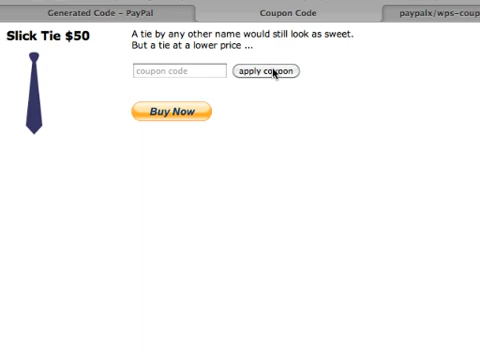 Generated Code – PayPal
Coupon Code
paypalx/wps-coup
Slick Tie $50
A tie by any other name would still look as sweet.
But a tie at a lower price ...
coupon code
apply coupon
Buy Now